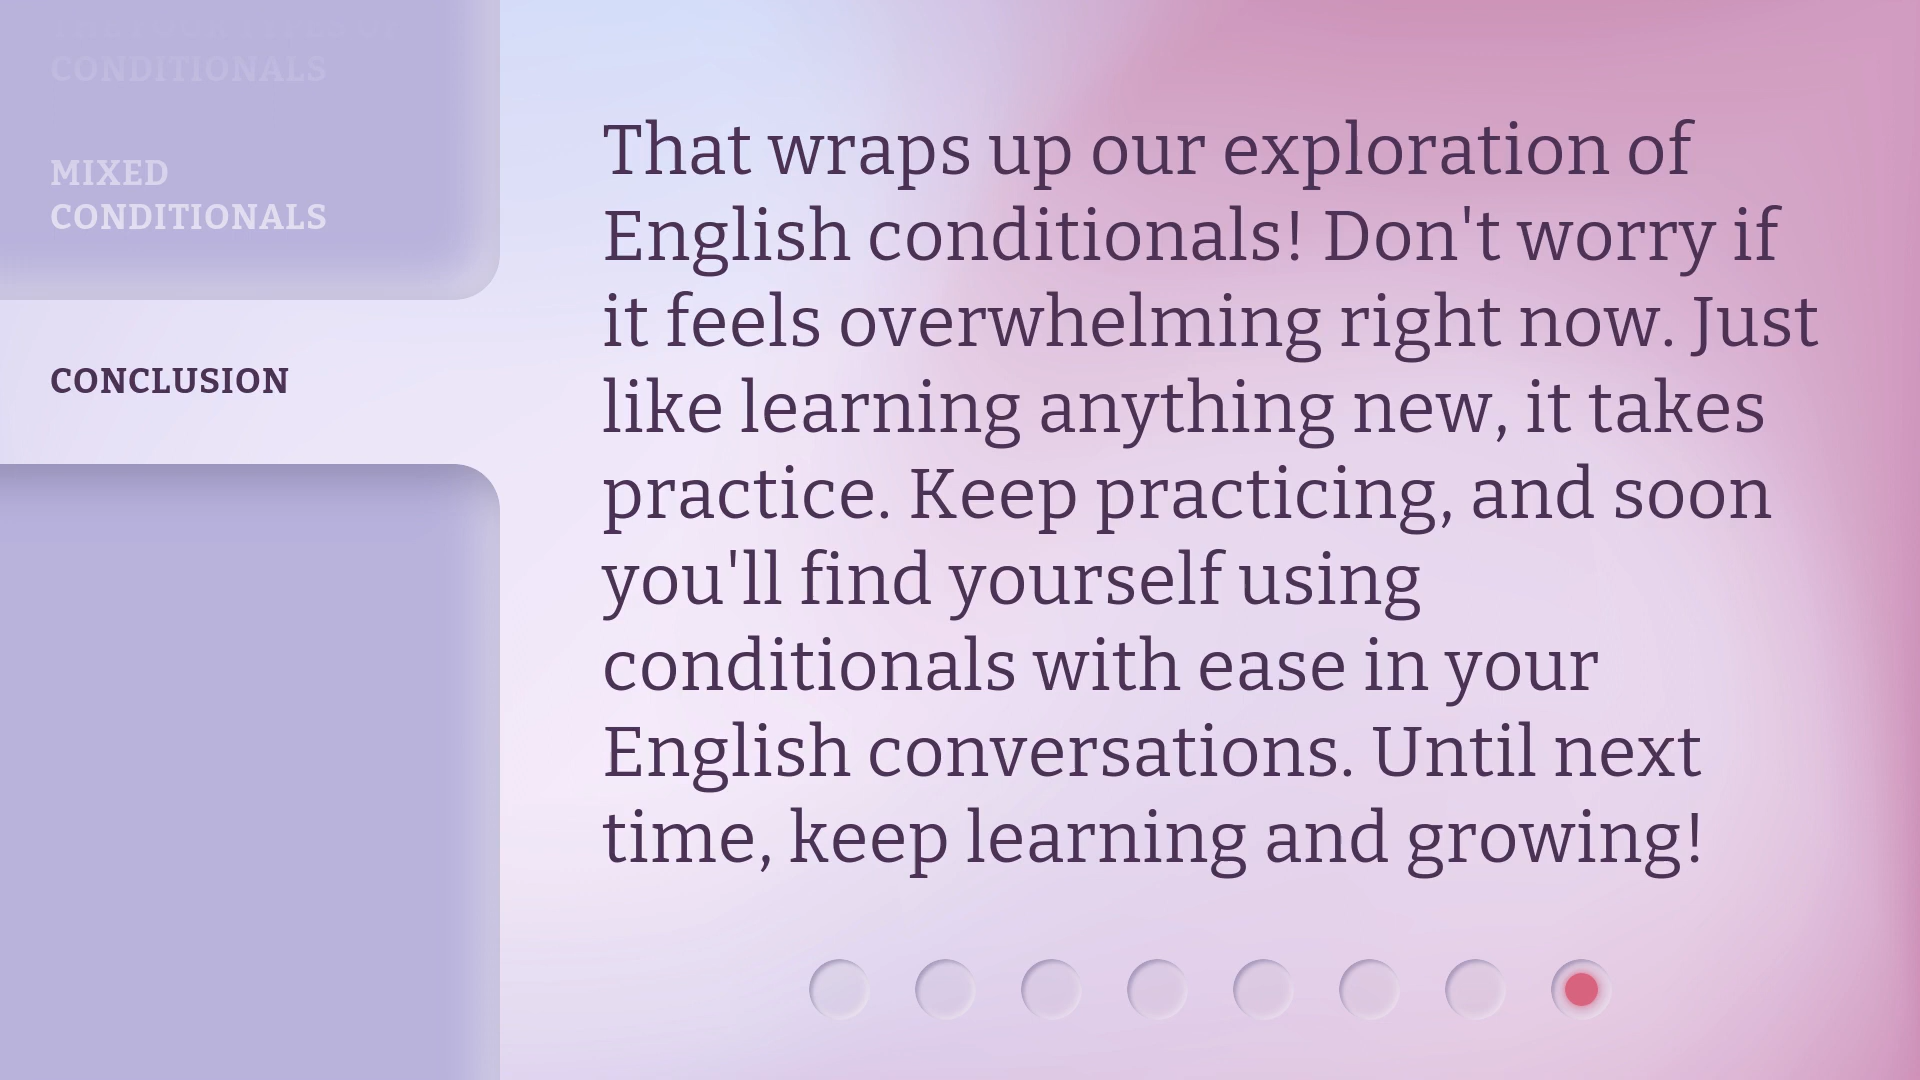 CONDITIONALS
MIXED
CONDITIONALS
CONCLUSION
That wraps up our exploration of
English conditionals! Don't worry if
it feels overwhelming right now. Just
like learning anything new, it takes
practice. Keep practicing, and soon
you'll find yourself using
conditionals with ease in your
English conversations. Until next
time, keep learning and growing!